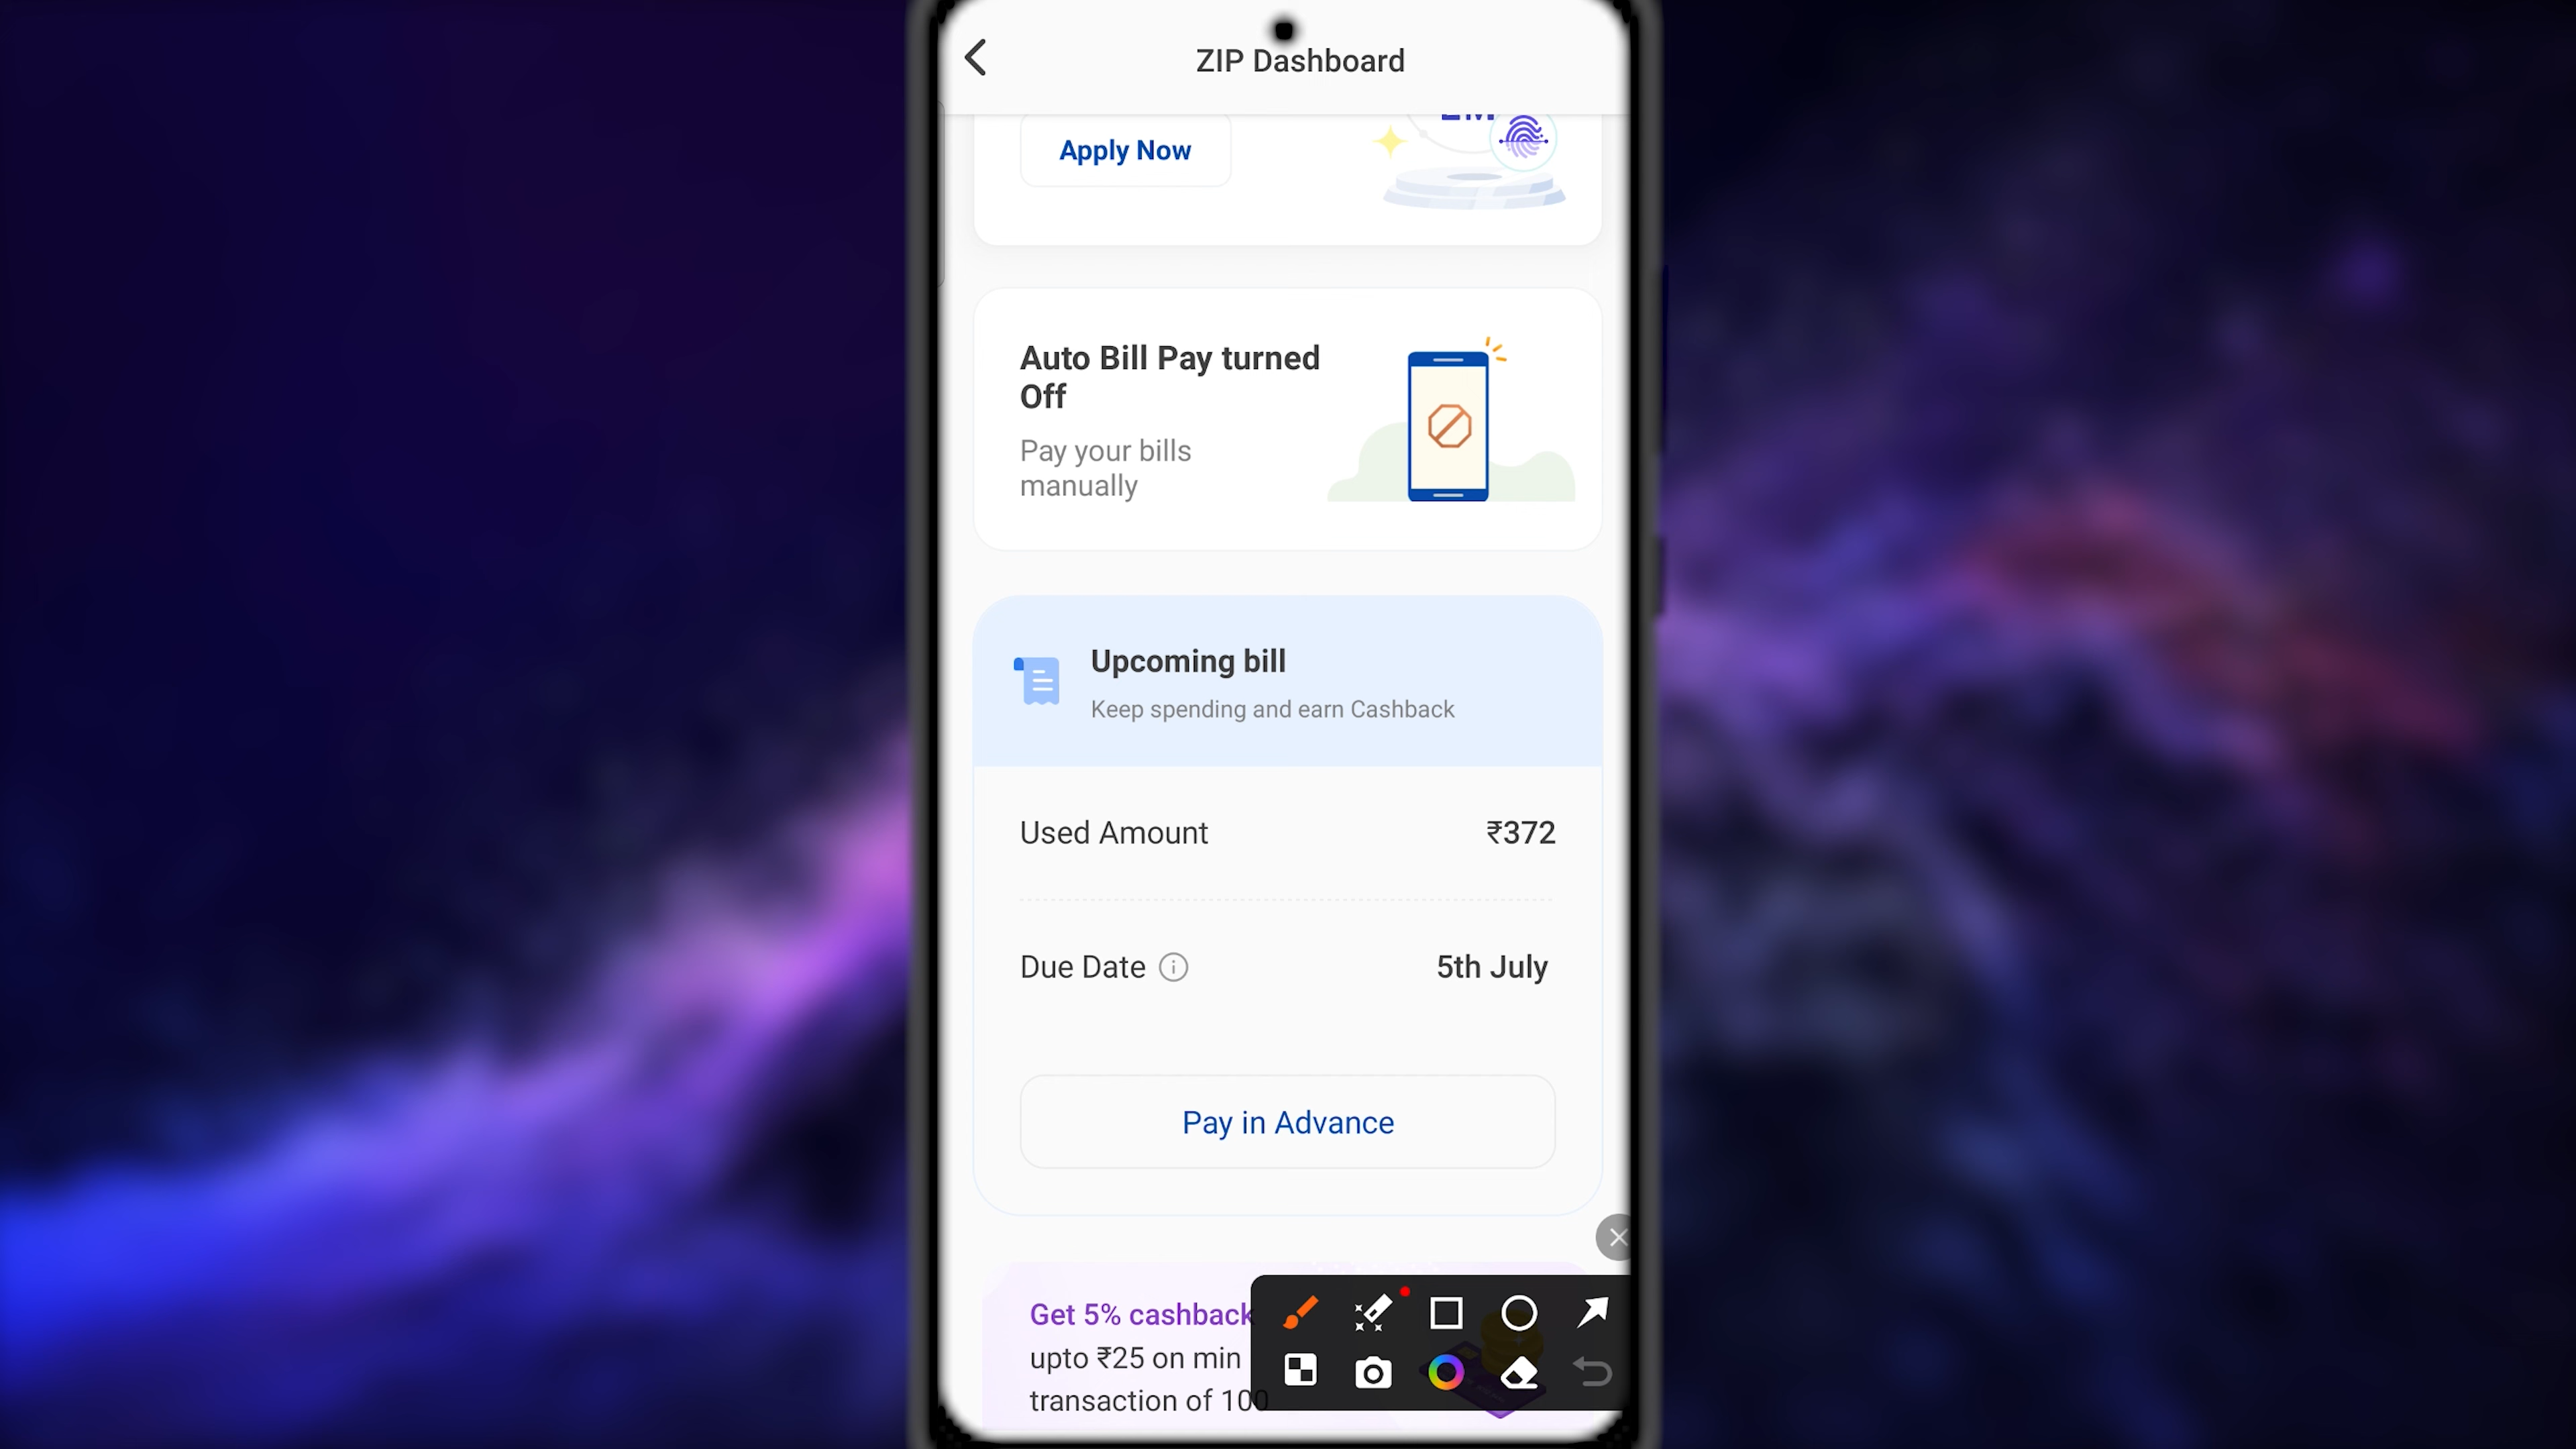 ZIP Dashboard
Apply Now
Auto Bill Pay turned
Off
Pay your bills
manually
Upcoming bill
Keep spending and earn Cashback
Used Amount ₹372
Due Date 5th July
Pay in Advance
Get 5% cashback
upto ₹25 on min
transaction of 100